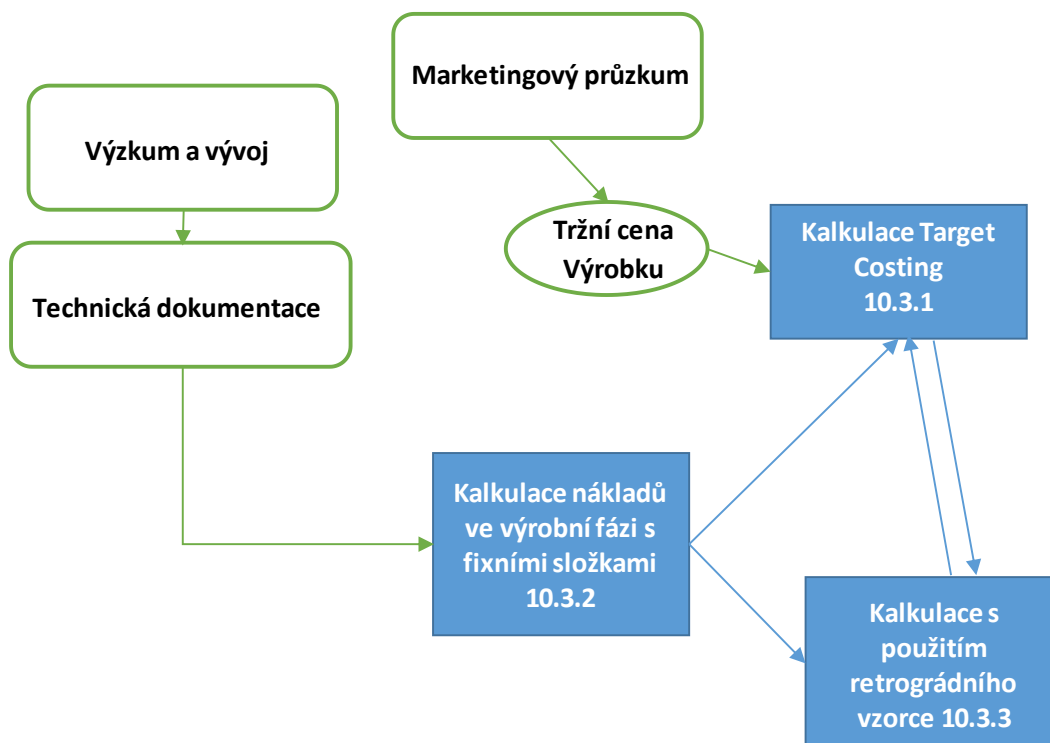 Marketingový průzkum
Výzkum a vývoj
Tržní cena
Výrobku
Kalkulace Target
Costing
10.3.1
Technická dokumentace
Kalkulace nákladů
ve výrobní fázi s
fixními složkami
10.3.2
Kalkulace s
použitím
retrográdního
vzorce 10.3.3